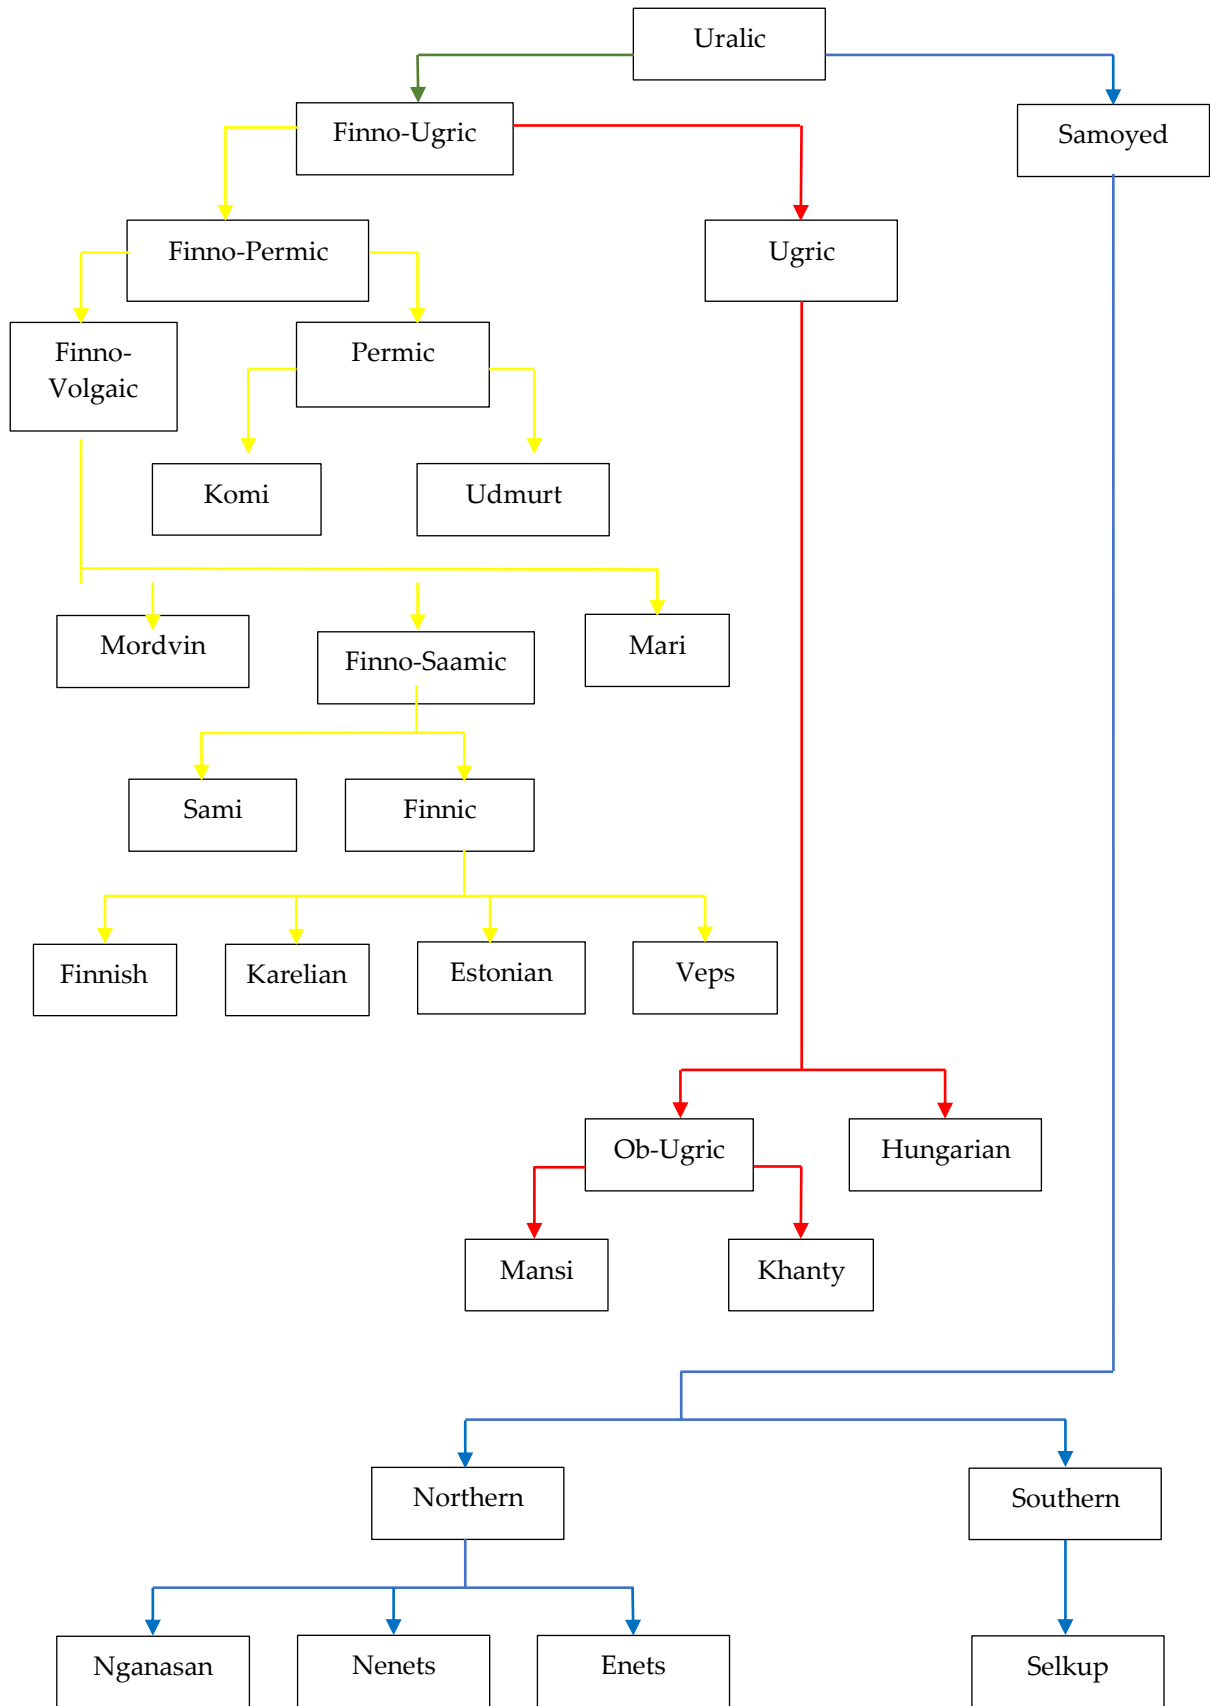 Uralic
Finno-Ugric
Samoyed
Finno-Permic
Ugric
Finno-
Volgaic
Permic
Komi
Udmurt
Mordvin
Finno-Saamic
Mari
Sami
Finnic
Finnish
Karelian
Estonian
Veps
Ob-Ugric
Hungarian
Mansi
Khanty
Northern
Southern
Nganasan
Nenets
Enets
Selkup